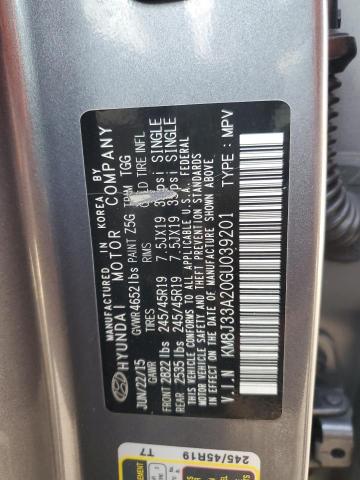 MANUFACTURED IN KOREA BY
HYUNDAI MOTOR COMPANY
GVWR 4652lbs PAINT Z5G TRIM TGG
JUN/22/15 TIRES RIMS COLD TIRE INFL
GAWR
FRONT 2822 lbs 245/45R19 7.5JX19 psi SINGLE
REAR 2535 lbs 245/45R19 7.5JX19 psi SINGLE
THIS VEHICLE CONFORMS TO ALL APPLICABLE U.S.A. FEDERAL
MOTOR VEHICLE SAFETY BUMPER, AND THEFT
PREVENTION STANDARDS IN EFFECT ON THE DATE OF
MANUFACTURE SHOWN ABOVE.
V.I.N KM8J33A20GU039201 TYPE : MPV
T7
245/45R19